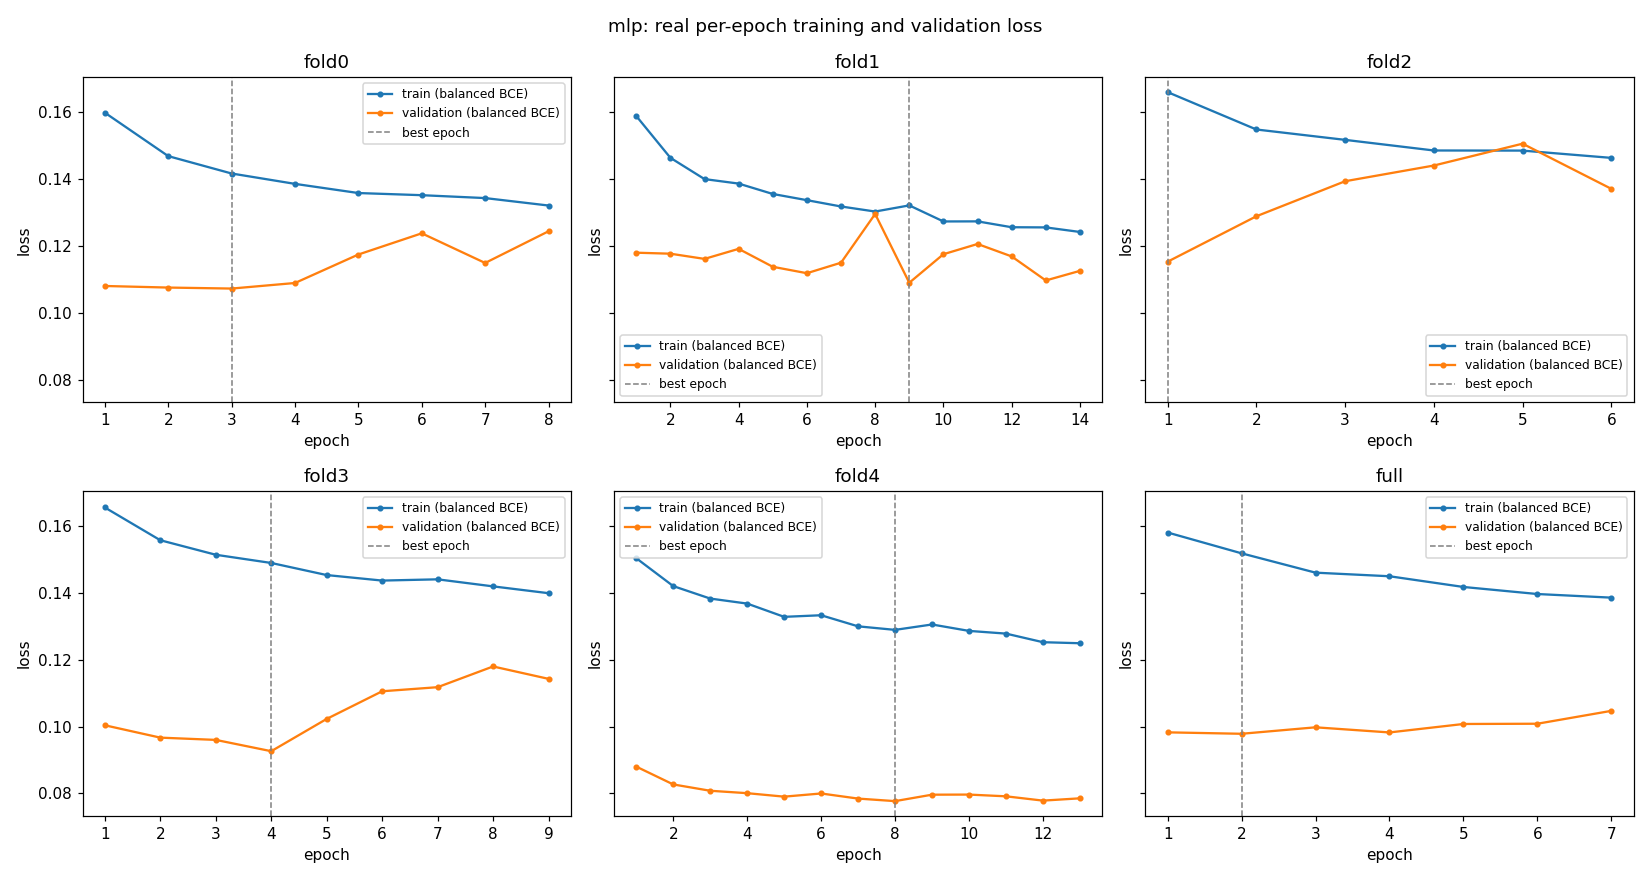 mlp: real per-epoch training and validation loss
fold0
fold1
fold2
0.16
0.14
0.12
0.10
0.08
loss
train (balanced BCE)
validation (balanced BCE)
best epoch
1 2 3 4 5 6 7 8
epoch
loss
train (balanced BCE)
validation (balanced BCE)
best epoch
2 4 6 8 10 12 14
epoch
loss
train (balanced BCE)
validation (balanced BCE)
best epoch
1 2 3 4 5 6
epoch
fold3
fold4
full
0.16
0.14
0.12
0.10
0.08
loss
train (balanced BCE)
validation (balanced BCE)
best epoch
1 2 3 4 5 6 7 8 9
epoch
loss
train (balanced BCE)
validation (balanced BCE)
best epoch
2 4 6 8 10 12
epoch
loss
train (balanced BCE)
validation (balanced BCE)
best epoch
1 2 3 4 5 6 7
epoch